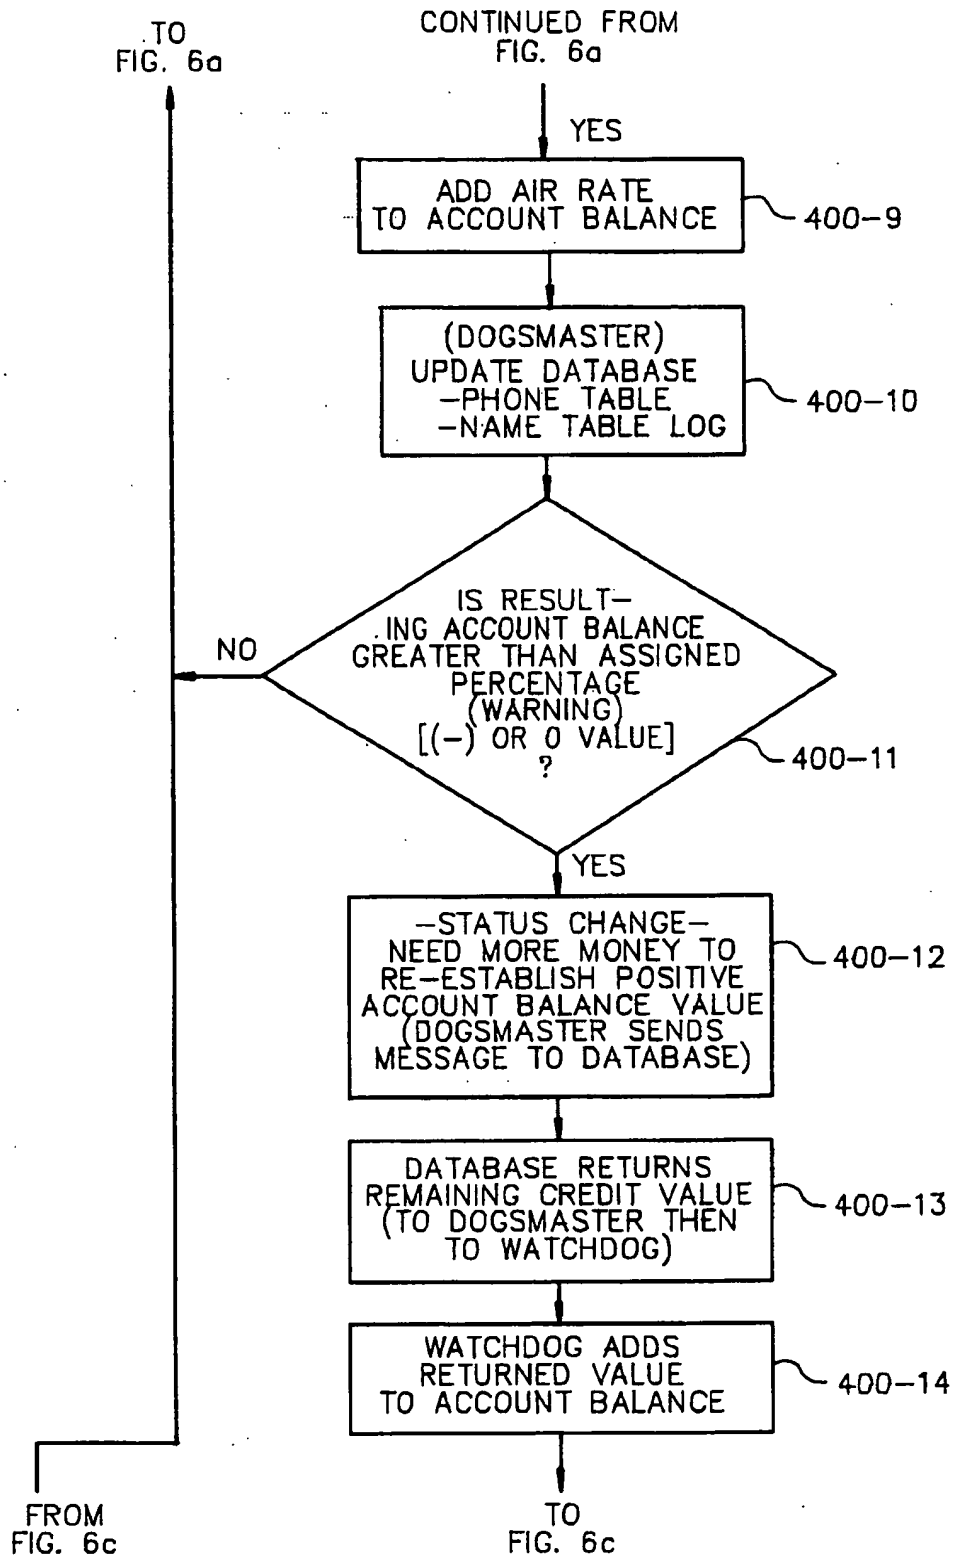 TO
FIG. 6a
CONTINUED FROM
FIG. 6a
YES
ADD AIR RATE
TO ACCOUNT BALANCE
400-9
(DOGSMASTER)
UPDATE DATABASE
-PHONE TABLE
-NAME TABLE LOG
400-10
IS RESULT-
ING ACCOUNT BALANCE
GREATER THAN ASSIGNED
PERCENTAGE
(WARNING)
[(-) OR 0 VALUE]
?
NO
400-11
YES
-STATUS CHANGE-
NEED MORE MONEY TO
RE-ESTABLISH POSITIVE
ACCOUNT BALANCE VALUE
(DOGSMASTER SENDS
MESSAGE TO DATABASE)
400-12
DATABASE RETURNS
REMAINING CREDIT VALUE
(TO DOGSMASTER THEN
TO WATCHDOG)
400-13
WATCHDOG ADDS
RETURNED VALUE
TO ACCOUNT BALANCE
400-14
FROM
FIG. 6c
TO
FIG. 6c